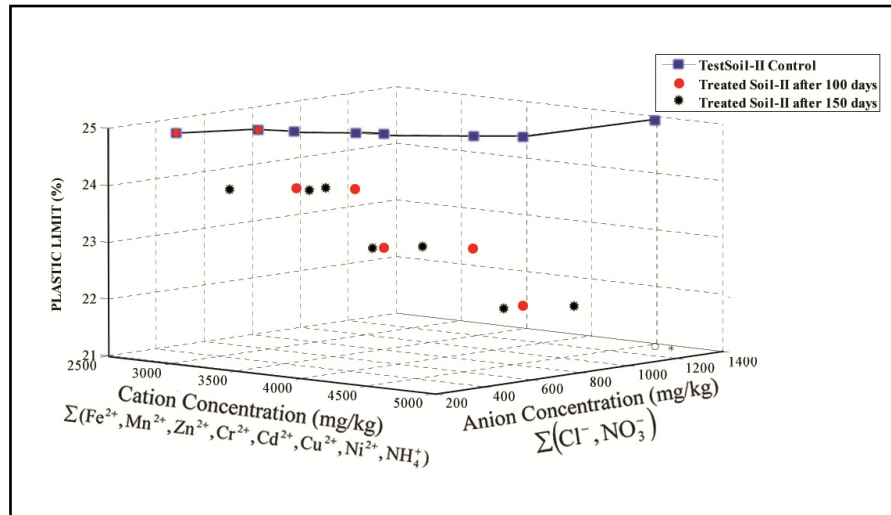 TestSoil-II Control
Treated Soil-II after 100 days
Treated Soil-II after 150 days
PLASTIC LIMIT (%)
25
24
23
22
21
2500
3000
3500
4000
4500
5000
200
400
600
800
1000
1200
1400
Cation Concentration (mg/kg)
∑(Fe²⁺,Mn²⁺,Zn²⁺,Cr²⁺,Cd²⁺,Cu²⁺,Ni²⁺,NH₄⁺)
Anion Concentration (mg/kg)
∑(Cl⁻,NO₃⁻)